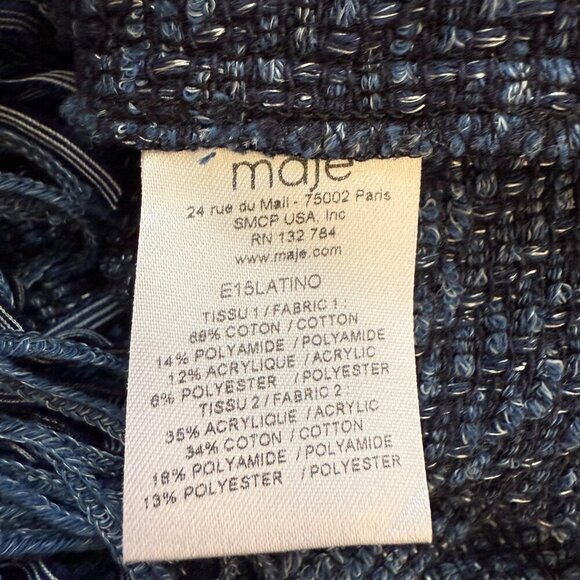 maje
24 rue du Mail - 75002 Paris
SMCP USA, Inc
RN 132 784
www.maje.com
E15LATINO
TISSU 1 / FABRIC 1 :
68% COTON / COTTON
14% POLYAMIDE / POLYAMIDE
12% ACRYLIQUE / ACRYLIC
6% POLYESTER / POLYESTER
TISSU 2 / FABRIC 2 :
35% ACRYLIQUE / ACRYLIC
34% COTON / COTTON
18% POLYAMIDE / POLYAMIDE
13% POLYESTER / POLYESTER